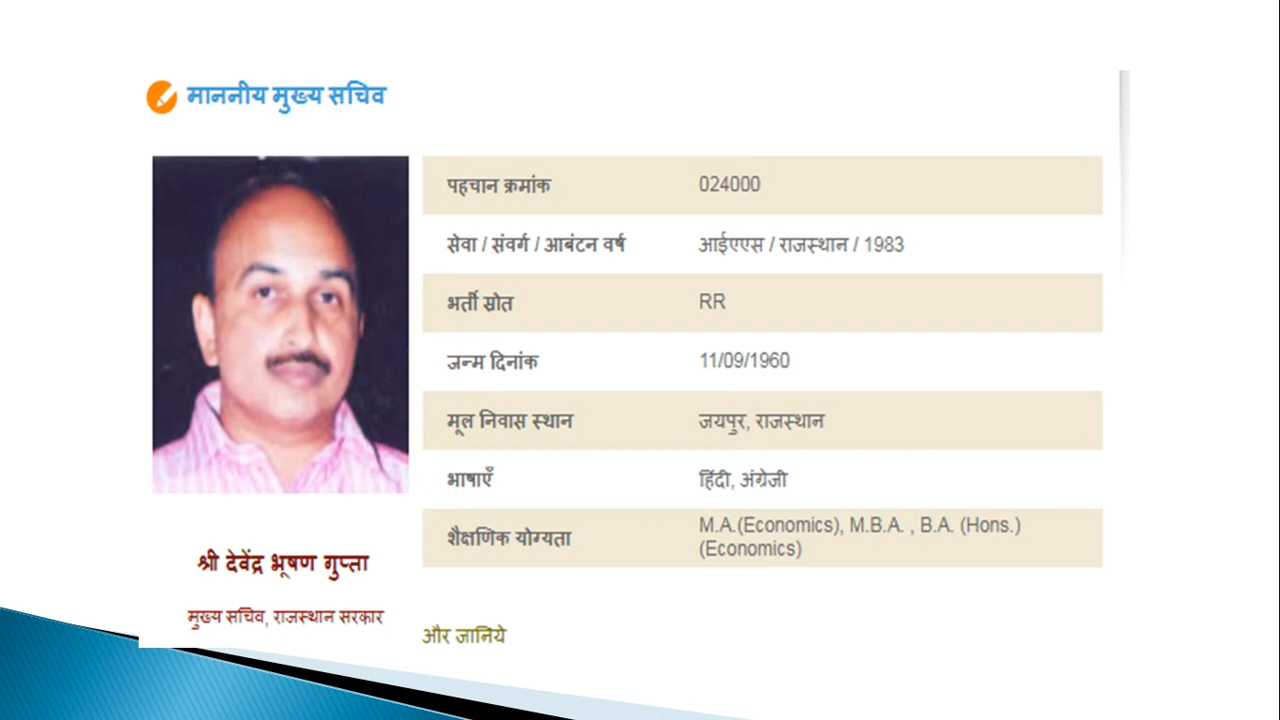 माननीय मुख्य सचिव
पहचान क्रमांक 024000
सेवा / संवर्ग / आबंटन वर्ष आईएएस / राजस्थान / 1983
भर्ती स्रोत RR
जन्म दिनांक 11/09/1960
मूल निवास स्थान जयपुर, राजस्थान
भाषाएँ हिंदी, अंग्रेजी
शैक्षणिक योग्यता M.A.(Economics), M.B.A. , B.A. (Hons.)
(Economics)
श्री देवेंद्र भूषण गुप्ता
मुख्य सचिव, राजस्थान सरकार
और जानिये